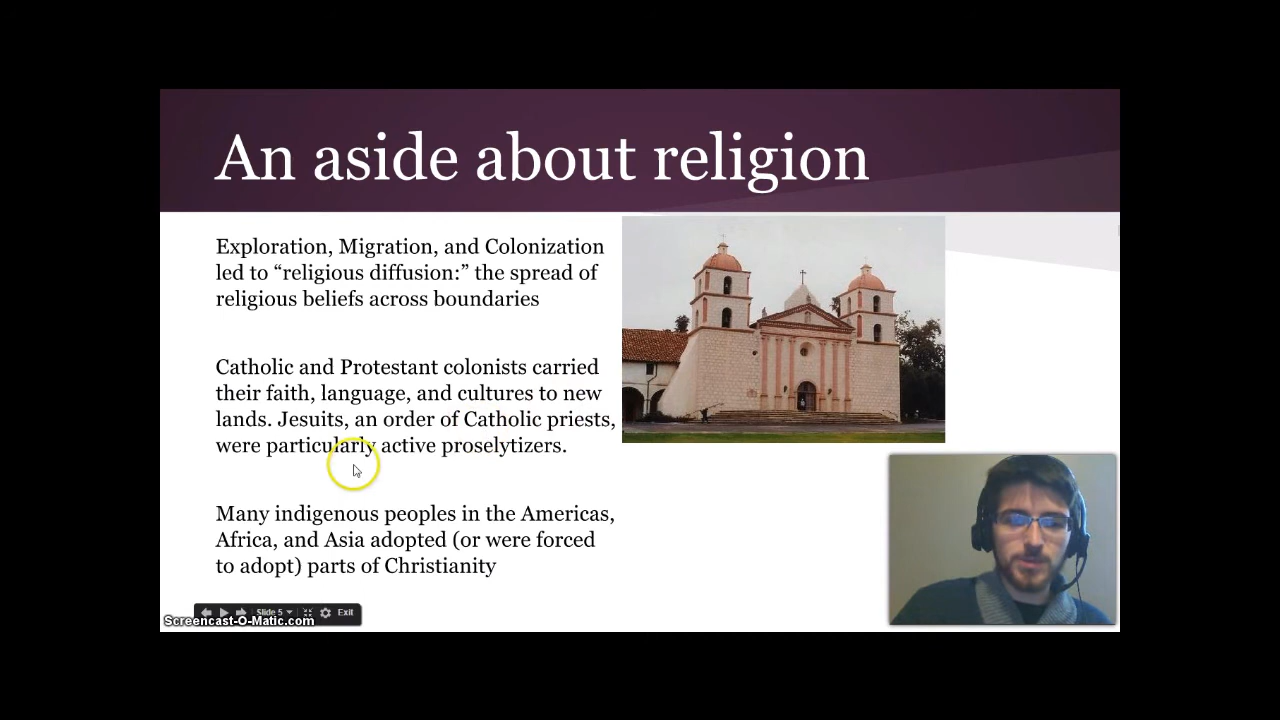 An aside about religion
Exploration, Migration, and Colonization
led to “religious diffusion:” the spread of
religious beliefs across boundaries
Catholic and Protestant colonists carried
their faith, language, and cultures to new
lands. Jesuits, an order of Catholic priests,
were particularly active proselytizers.
Many indigenous peoples in the Americas,
Africa, and Asia adopted (or were forced
to adopt) parts of Christianity
Slide 5 Exit
Screencast-O-Matic.com